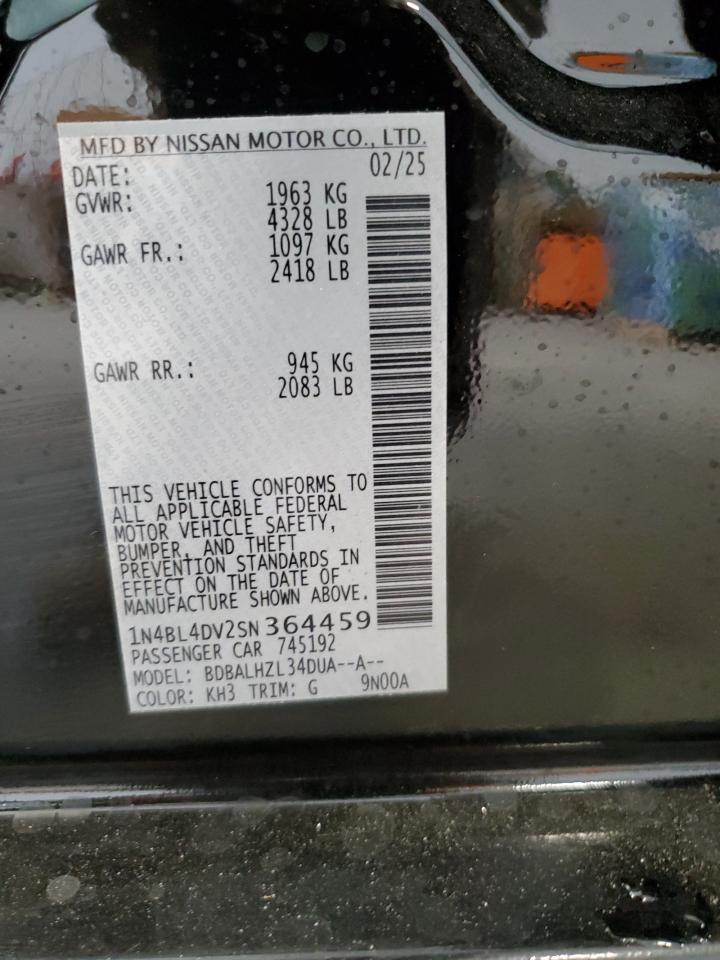 MFD BY NISSAN MOTOR CO., LTD.
DATE: 02/25
GVWR: 1963 KG
4328 LB
GAWR FR.: 1097 KG
2418 LB
GAWR RR.: 945 KG
2083 LB
THIS VEHICLE CONFORMS TO
ALL APPLICABLE FEDERAL
MOTOR VEHICLE SAFETY,
BUMPER, AND THEFT
PREVENTION STANDARDS IN
EFFECT ON THE DATE OF
MANUFACTURE SHOWN ABOVE.
1N4BL4DV2SN364459
PASSENGER CAR 745192
MODEL: BDBALHZL34DUA--A--
COLOR: KH3 TRIM: G 9N00A